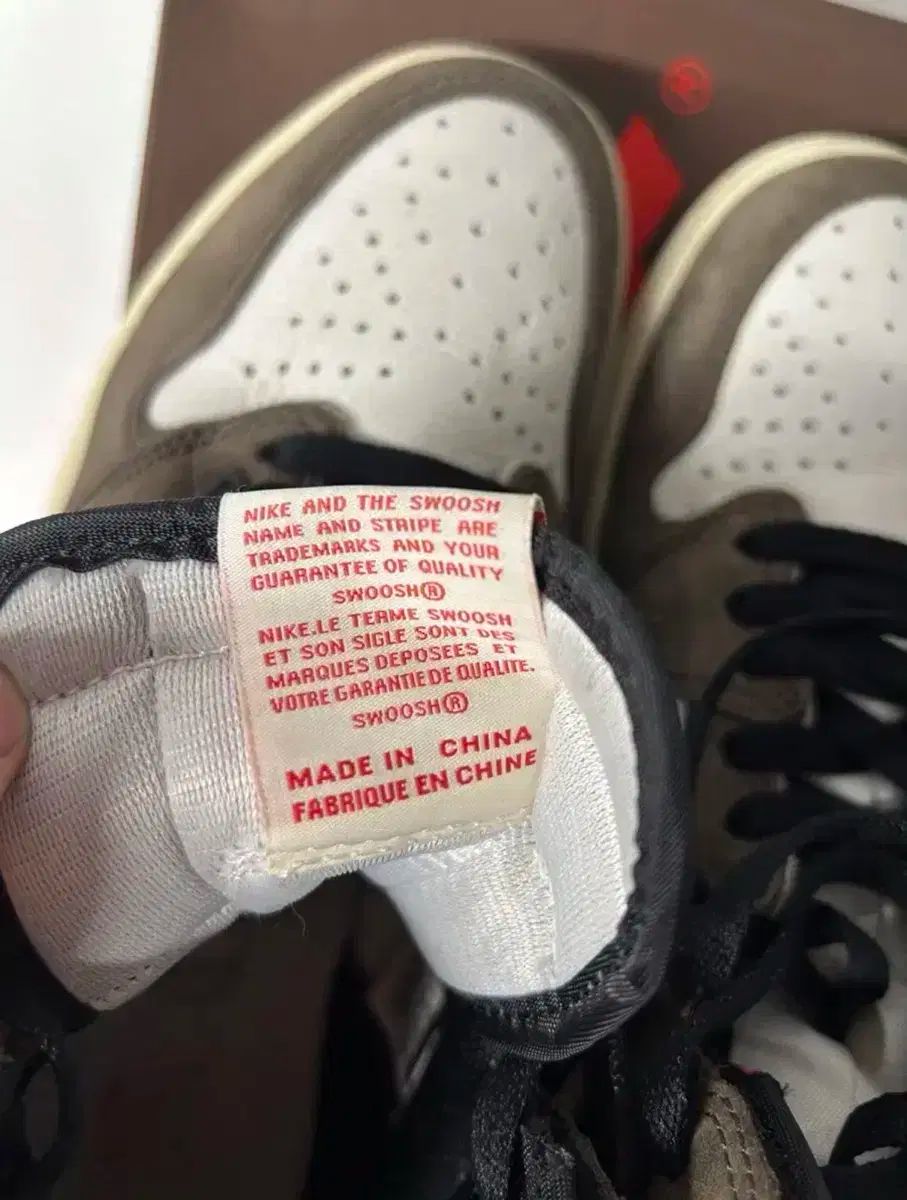 NIKE AND THE SWOOSH
NAME AND STRIPE ARE
TRADEMARKS AND YOUR
GUARANTEE OF QUALITY
SWOOSH®
NIKE.LE TERME SWOOSH
ET SON SIGLE SONT DES
MARQUES DEPOSEES ET
VOTRE GARANTIE DE QUALITE.
SWOOSH®
MADE IN CHINA
FABRIQUE EN CHINE
®